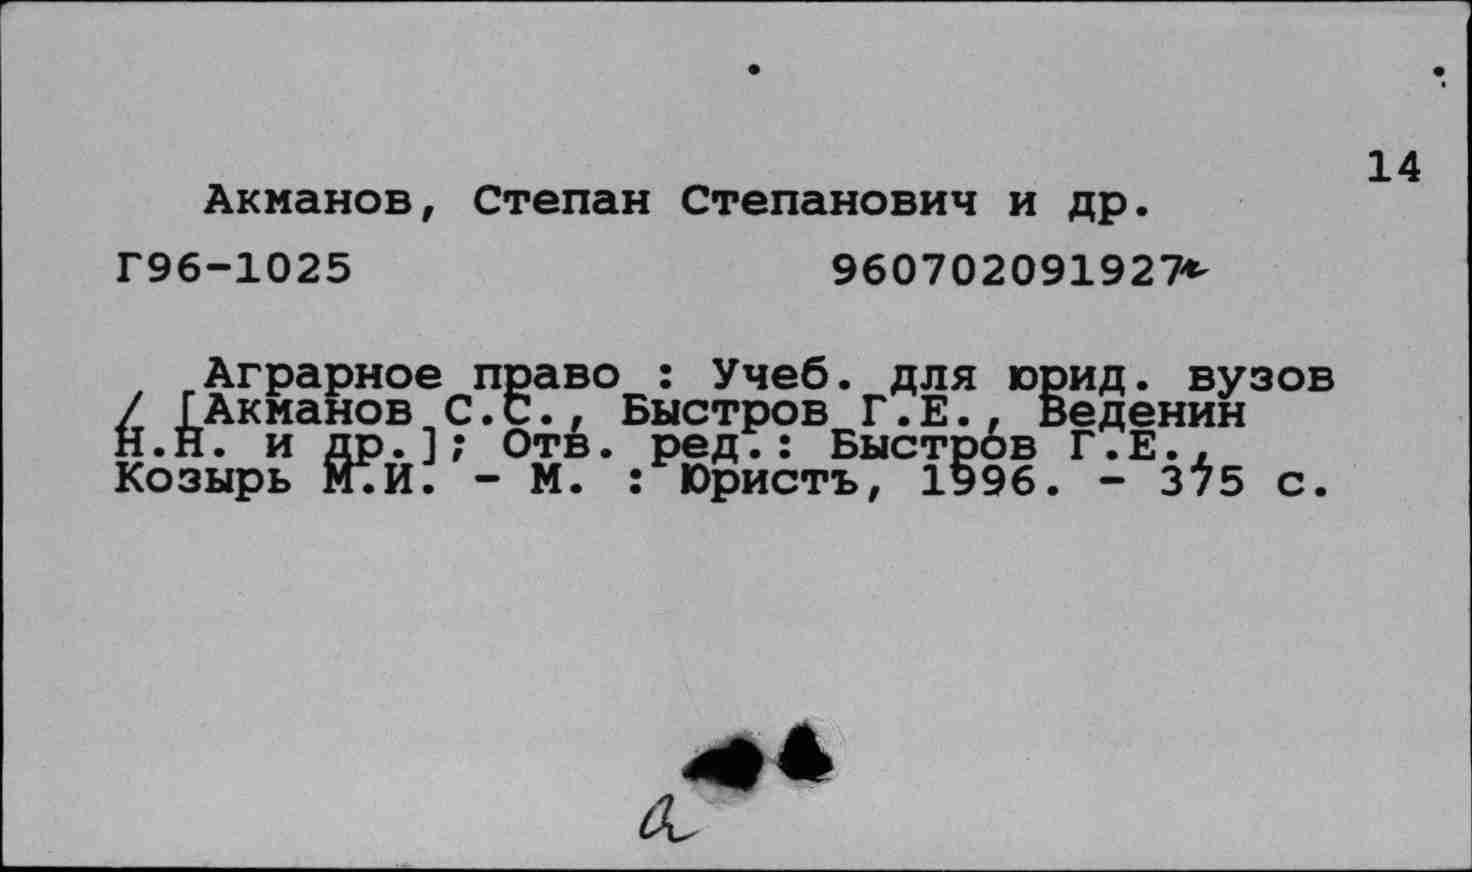 14
Акманов, Степан Степанович и др.
Г96-1025 960702091927
Аграрное право : Учеб. для юрид. вузов
/ [Акманов С.С., Быстров Г.Е., Веденин
Н.Н. и др.]; Отв. ред.: Быстров Г.Е.,
Козырь М.И. - М. : Юристъ, 1996. - 375 с.